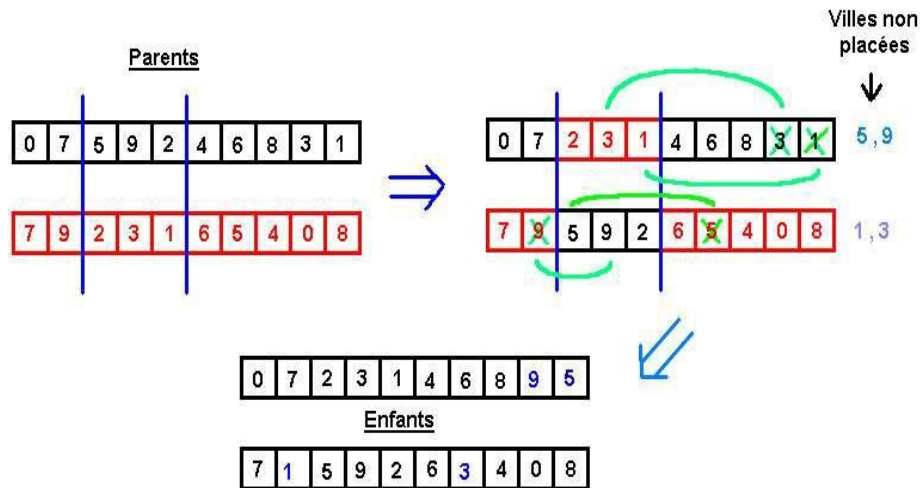 Parents
Villes non
placées
0 7 5 9 2 4 6 8 3 1
0 7 2 3 1 4 6 8 3 1
5,9
7 9 2 3 1 6 5 4 0 8
7 9 5 9 2 6 5 4 0 8
1,3
0 7 2 3 1 4 6 8 9 5
Enfants
7 1 5 9 2 6 3 4 0 8